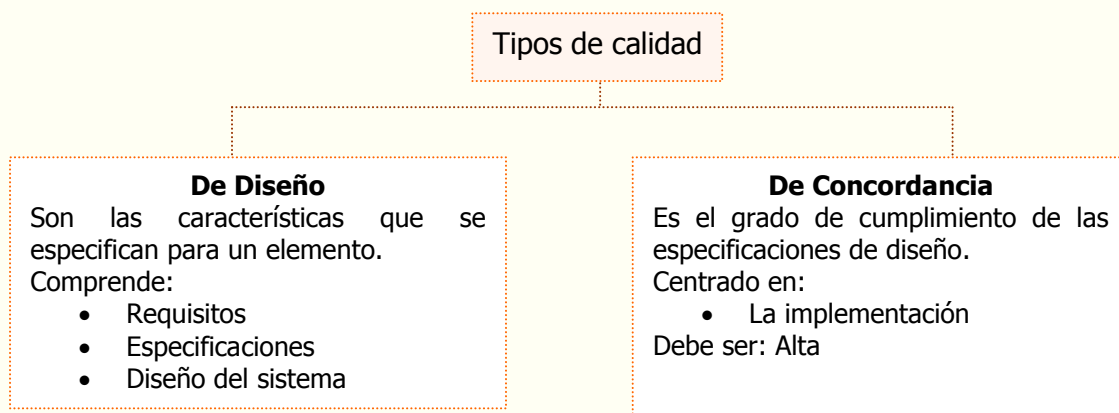 Tipos de calidad
De Diseño
Son las características que se
especifican para un elemento.
Comprende:
• Requisitos
• Especificaciones
• Diseño del sistema
De Concordancia
Es el grado de cumplimiento de las
especificaciones de diseño.
Centrado en:
• La implementación
Debe ser: Alta